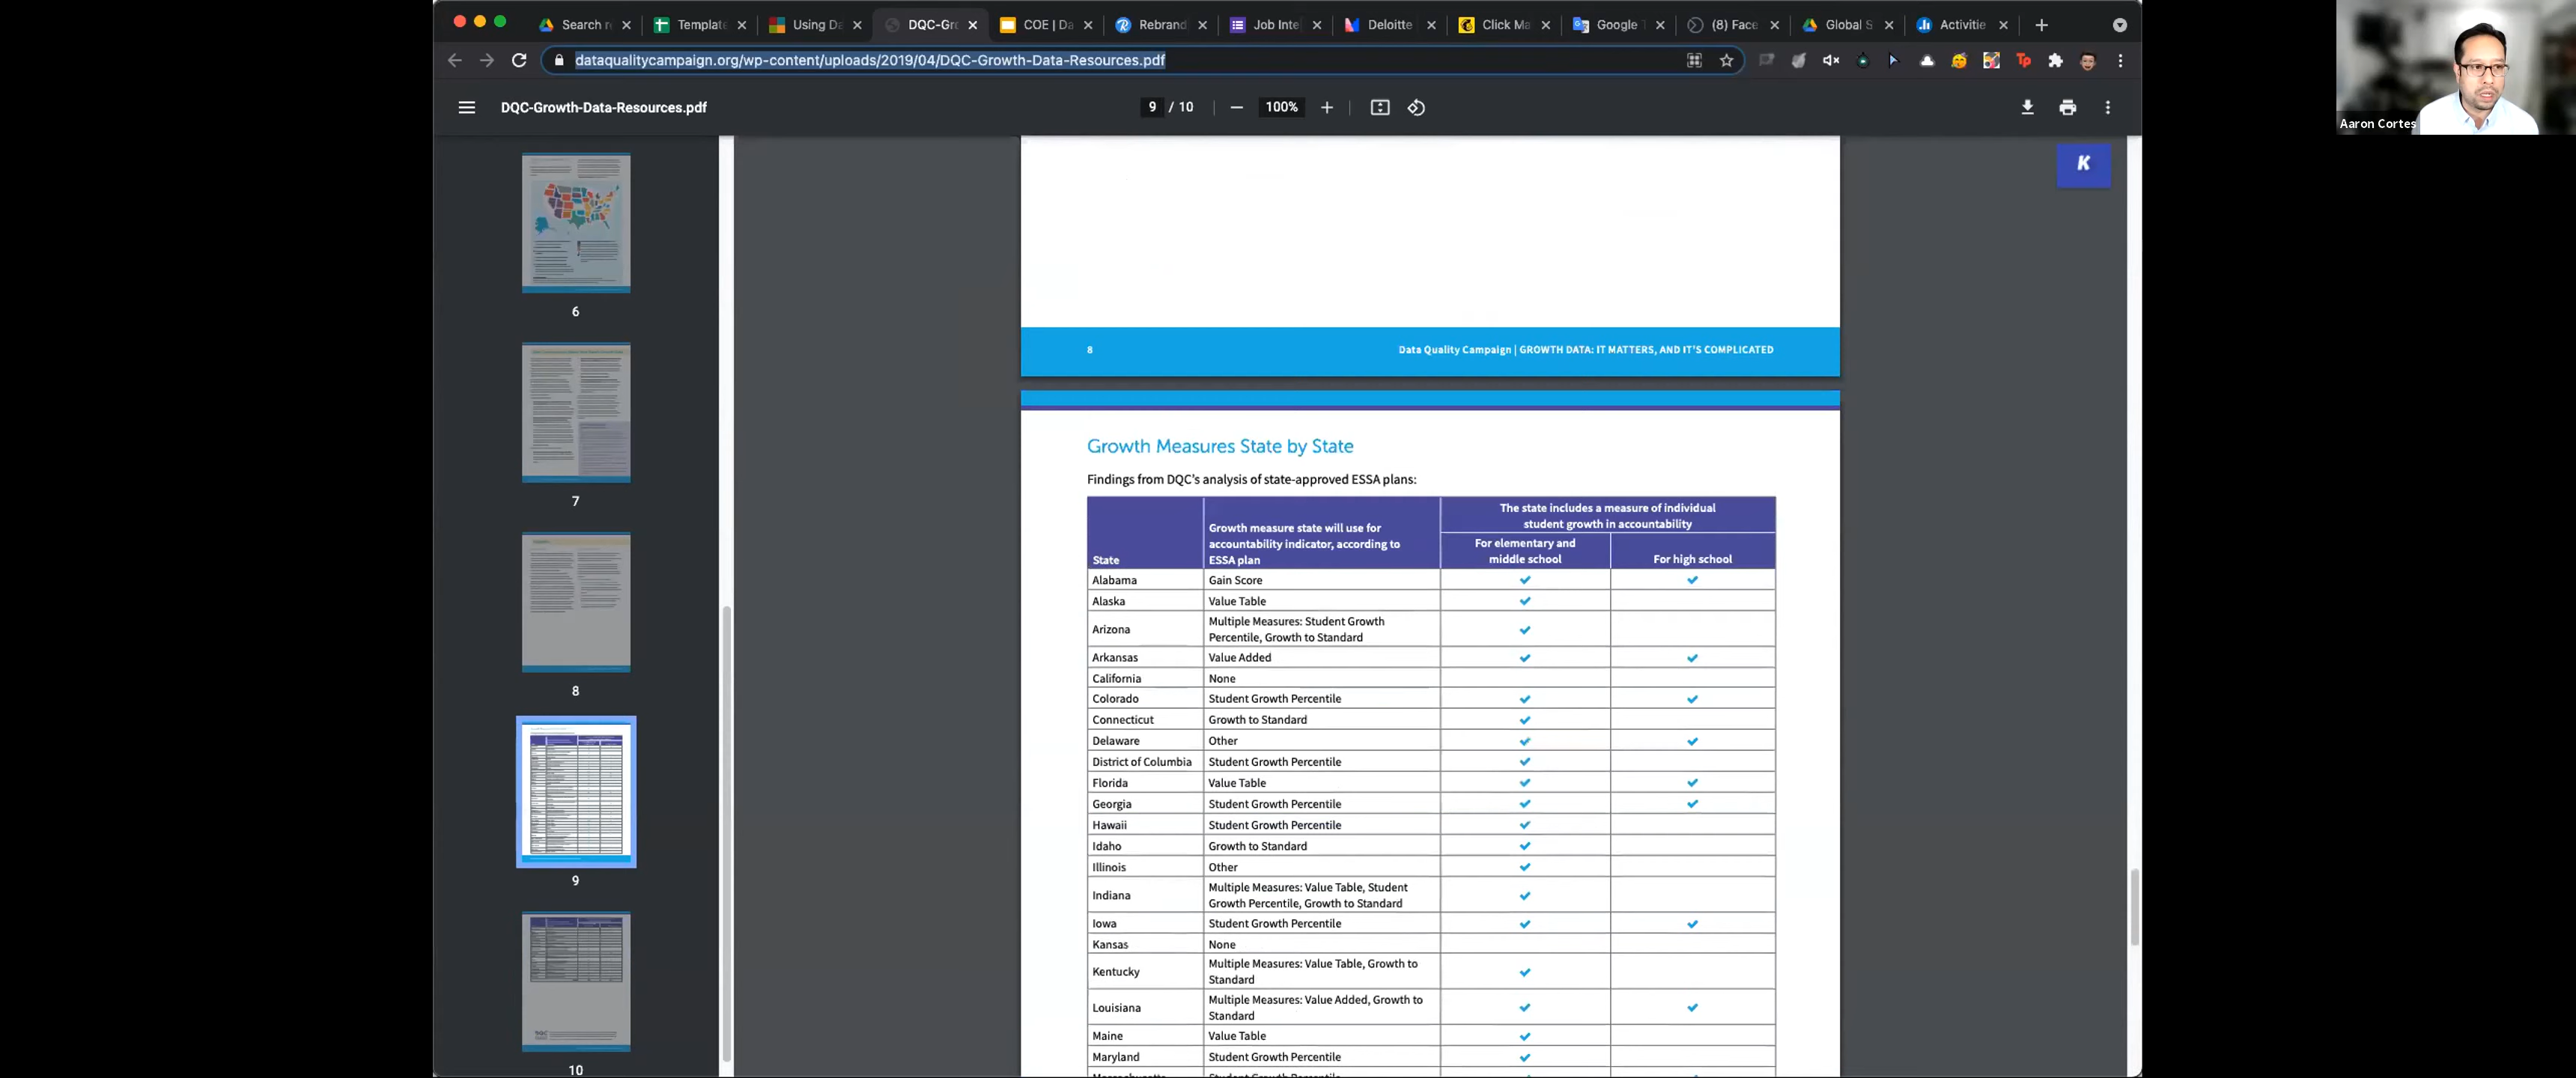 Search r
Template
Using Da
DQC-Gr
COE | Da
Rebrand
Job Inte
Deloitte
Click Ma
Google T
(8) Face
Global S
Activitie
dataqualitycampaign.org/wp-content/uploads/2019/04/DQC-Growth-Data-Resources.pdf
Tp
Aaron Cortes
DQC-Growth-Data-Resources.pdf
9 / 10
100%
K
6
7
8
9
10
8
Data Quality Campaign | GROWTH DATA: IT MATTERS, AND IT'S COMPLICATED
Growth Measures State by State
Findings from DQC's analysis of state-approved ESSA plans:
State
Growth measure state will use for
accountability indicator, according to
ESSA plan
The state includes a measure of individual
student growth in accountability
For elementary and
middle school
For high school
Alabama Gain Score
Alaska Value Table
Arizona Multiple Measures: Student Growth
Percentile, Growth to Standard
Arkansas Value Added
California None
Colorado Student Growth Percentile
Connecticut Growth to Standard
Delaware Other
District of Columbia Student Growth Percentile
Florida Value Table
Georgia Student Growth Percentile
Hawaii Student Growth Percentile
Idaho Growth to Standard
Illinois Other
Indiana Multiple Measures: Value Table, Student
Growth Percentile, Growth to Standard
Iowa Student Growth Percentile
Kansas None
Kentucky Multiple Measures: Value Table, Growth to
Standard
Louisiana Multiple Measures: Value Added, Growth to
Standard
Maine Value Table
Maryland Student Growth Percentile